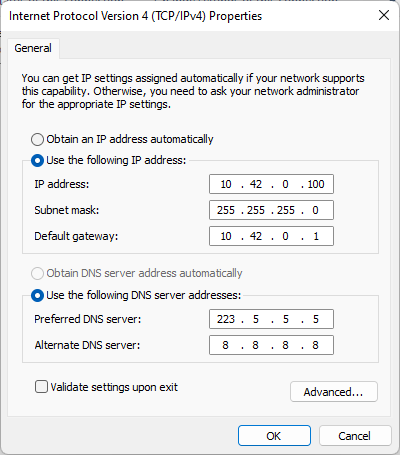 Internet Protocol Version 4 (TCP/IPv4) Properties
General
You can get IP settings assigned automatically if your network supports
this capability. Otherwise, you need to ask your network administrator
for the appropriate IP settings.
Obtain an IP address automatically
Use the following IP address:
IP address: 10 . 42 . 0 . 100
Subnet mask: 255 . 255 . 255 . 0
Default gateway: 10 . 42 . 0 . 1
Obtain DNS server address automatically
Use the following DNS server addresses:
Preferred DNS server: 223 . 5 . 5 . 5
Alternate DNS server: 8 . 8 . 8 . 8
Validate settings upon exit
Advanced...
OK Cancel